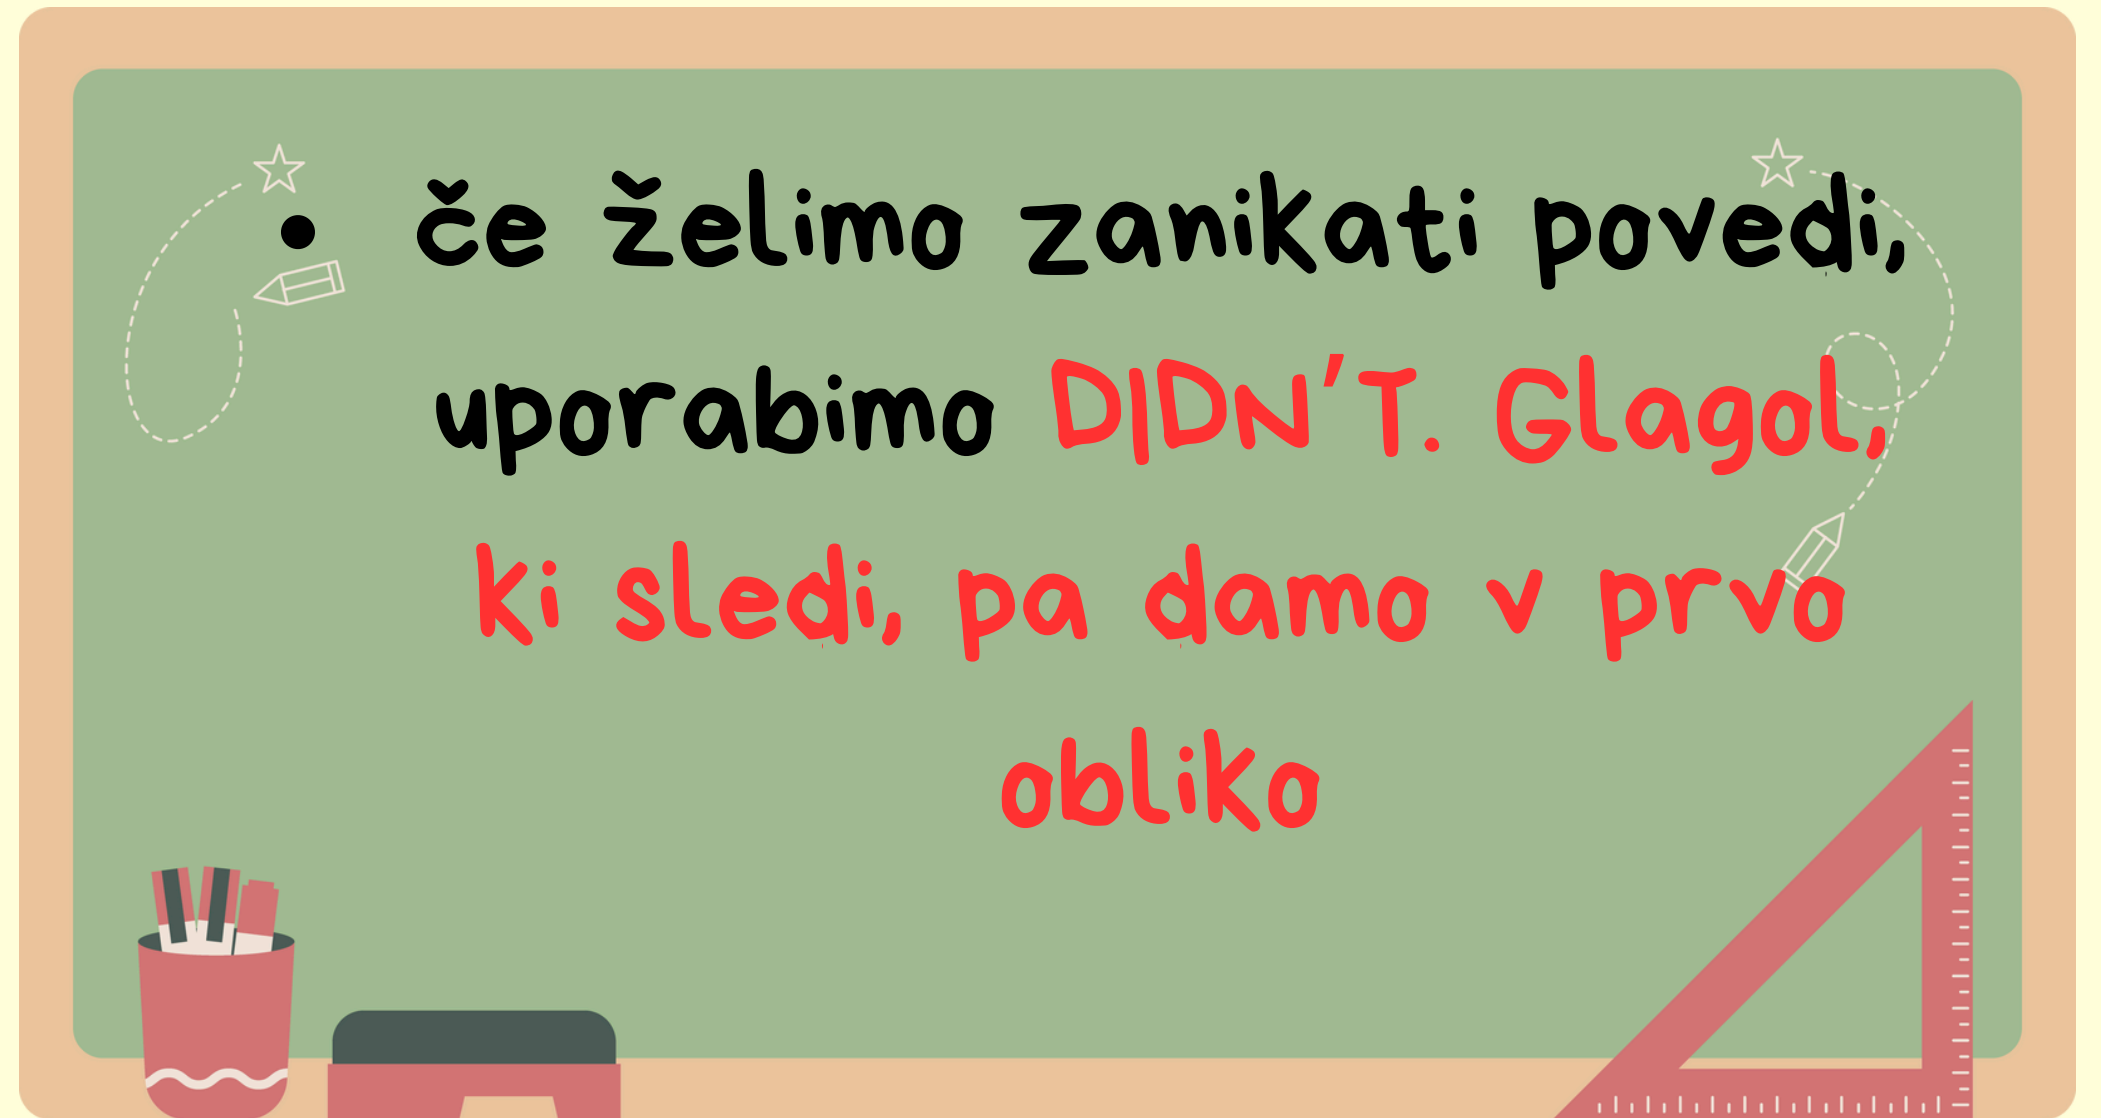 • če želimo zanikati povedi,
uporabimo DIDN'T. Glagol,
ki sledi, pa damo v prvo
obliko